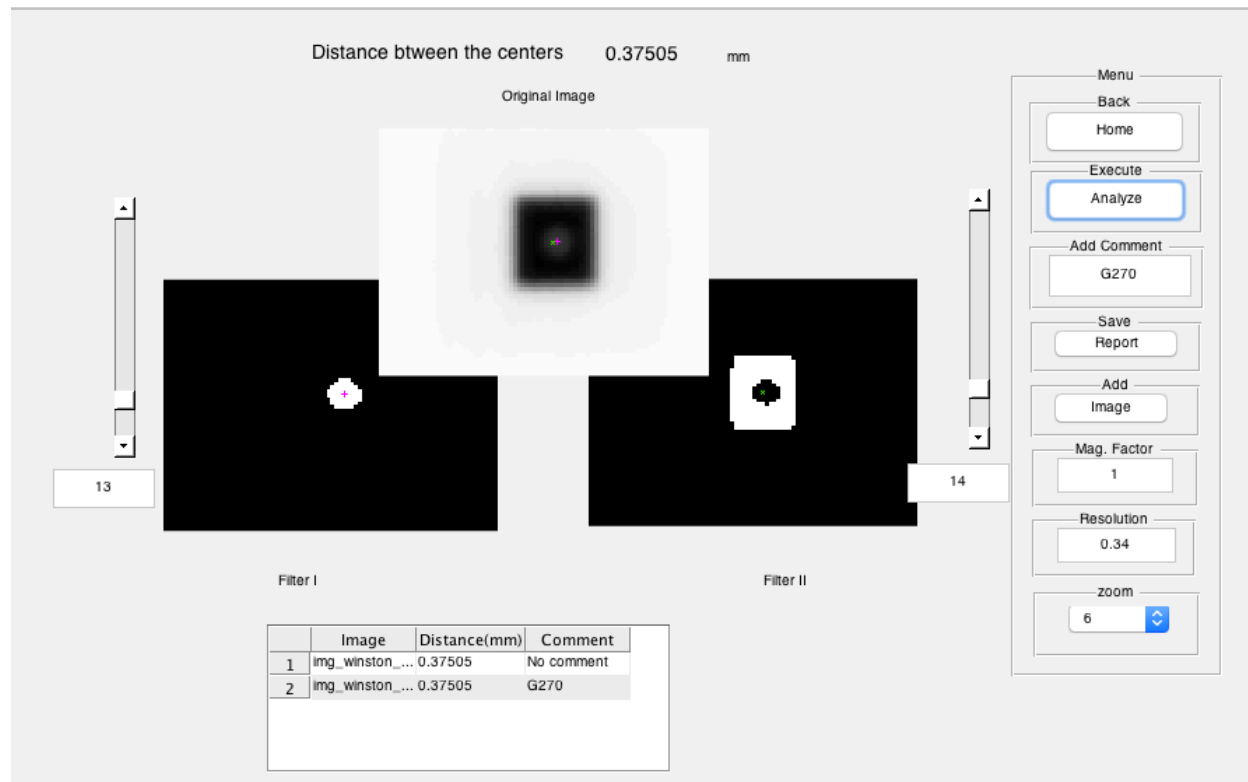 Distance btween the centers 0.37505 mm
Original Image
13
14
Filter I
Filter II
Image Distance(mm) Comment
1 img_winston_... 0.37505 No comment
2 img_winston_... 0.37505 G270
Menu
Back
Home
Execute
Analyze
Add Comment
G270
Save
Report
Add
Image
Mag. Factor
1
Resolution
0.34
zoom
6